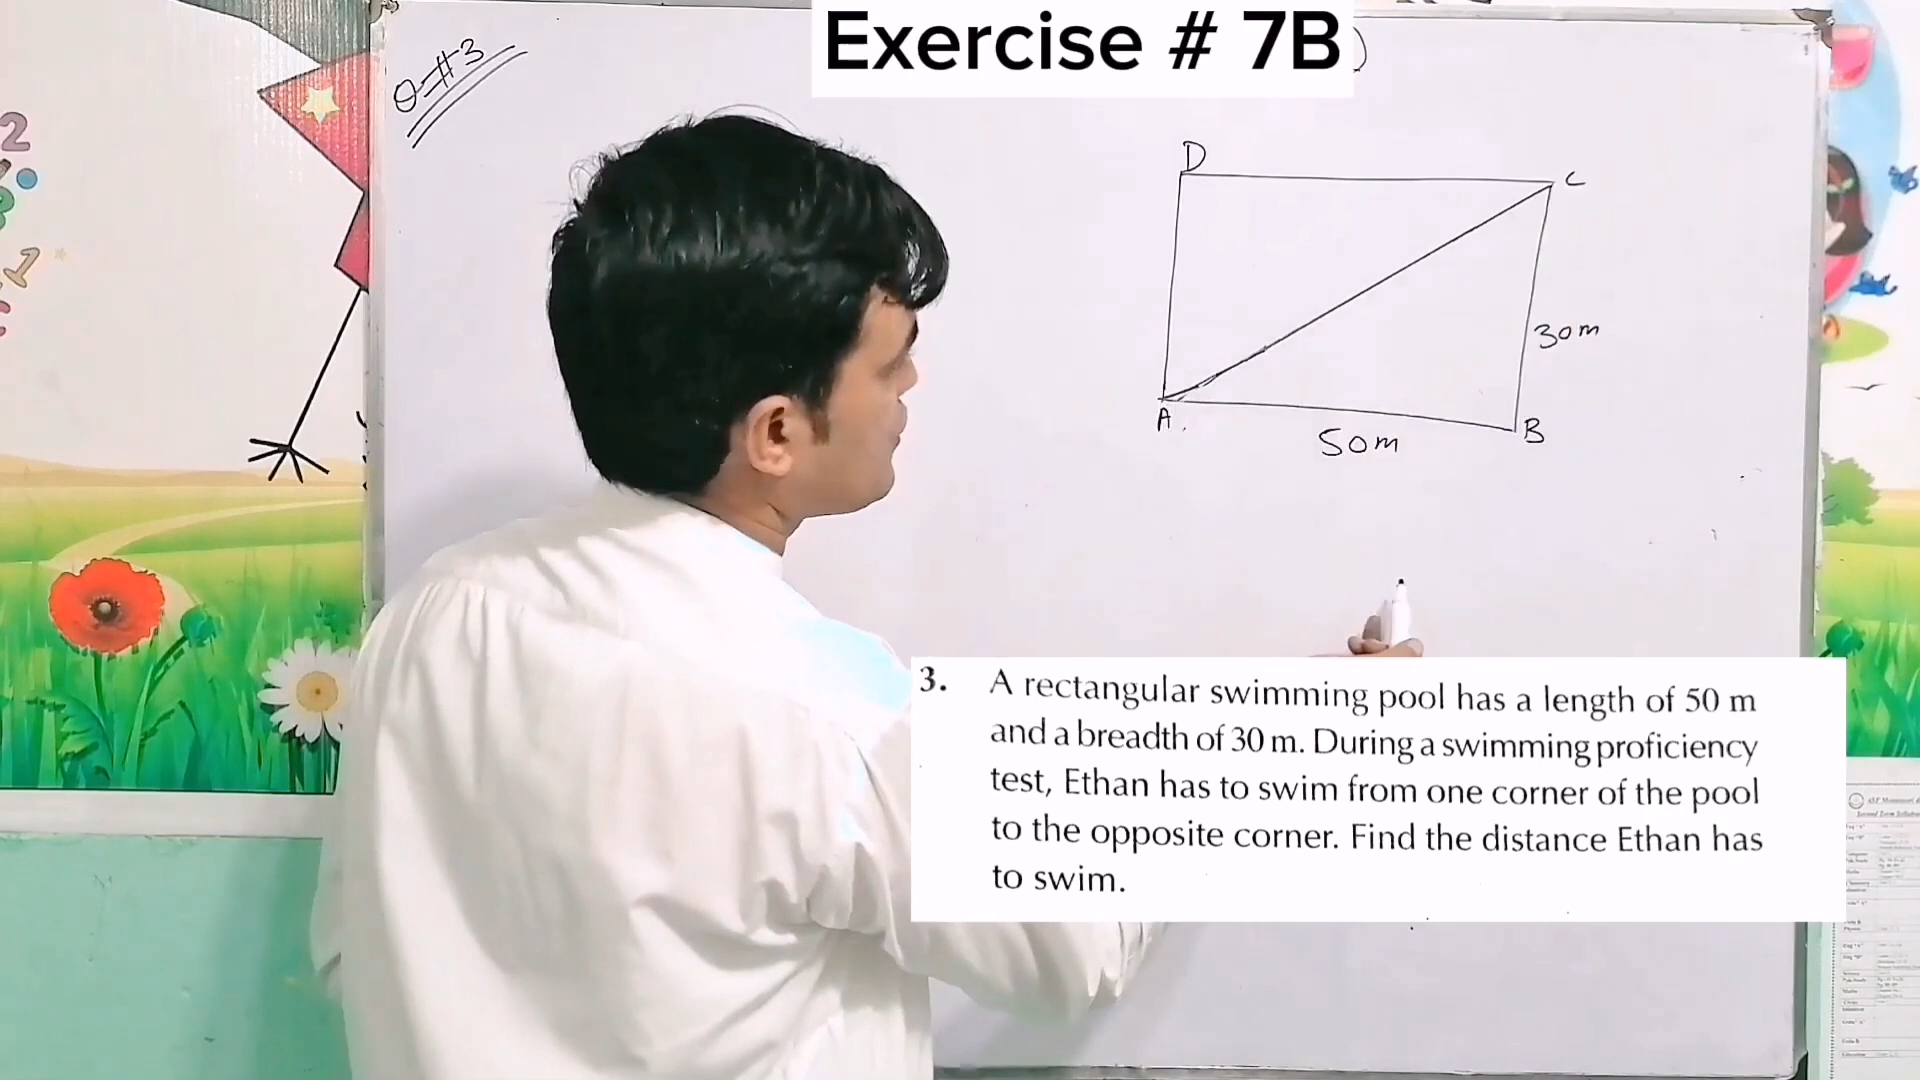 Exercise # 7B
Q#3
D
C
30m
A
B
50m
3. A rectangular swimming pool has a length of 50 m
and a breadth of 30 m. During a swimming proficiency
test, Ethan has to swim from one corner of the pool
to the opposite corner. Find the distance Ethan has
to swim.
2
1